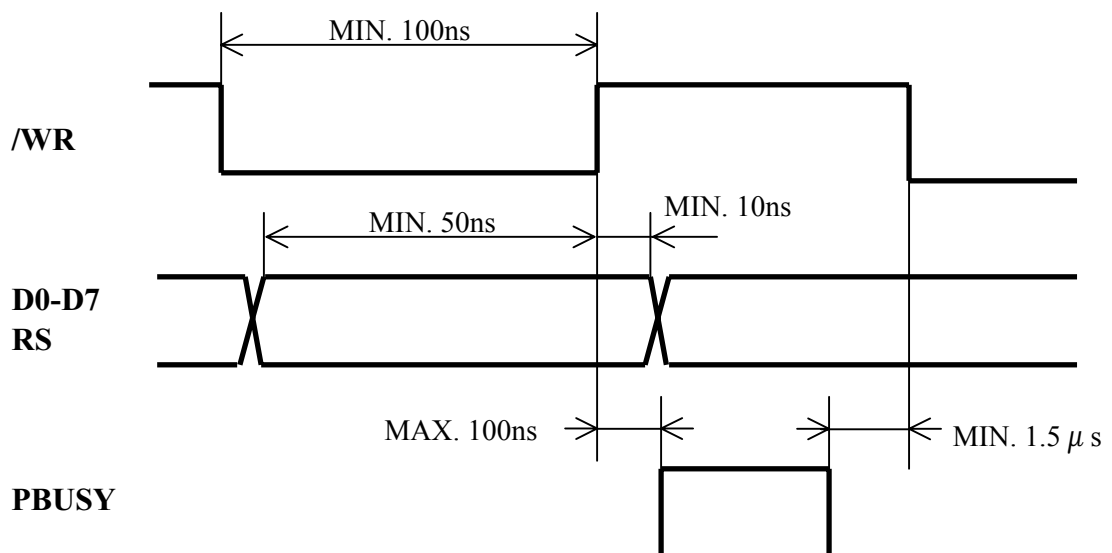 MIN. 100ns
/WR
MIN. 50ns
MIN. 10ns
D0-D7
RS
MAX. 100ns
MIN. 1.5 μ s
PBUSY